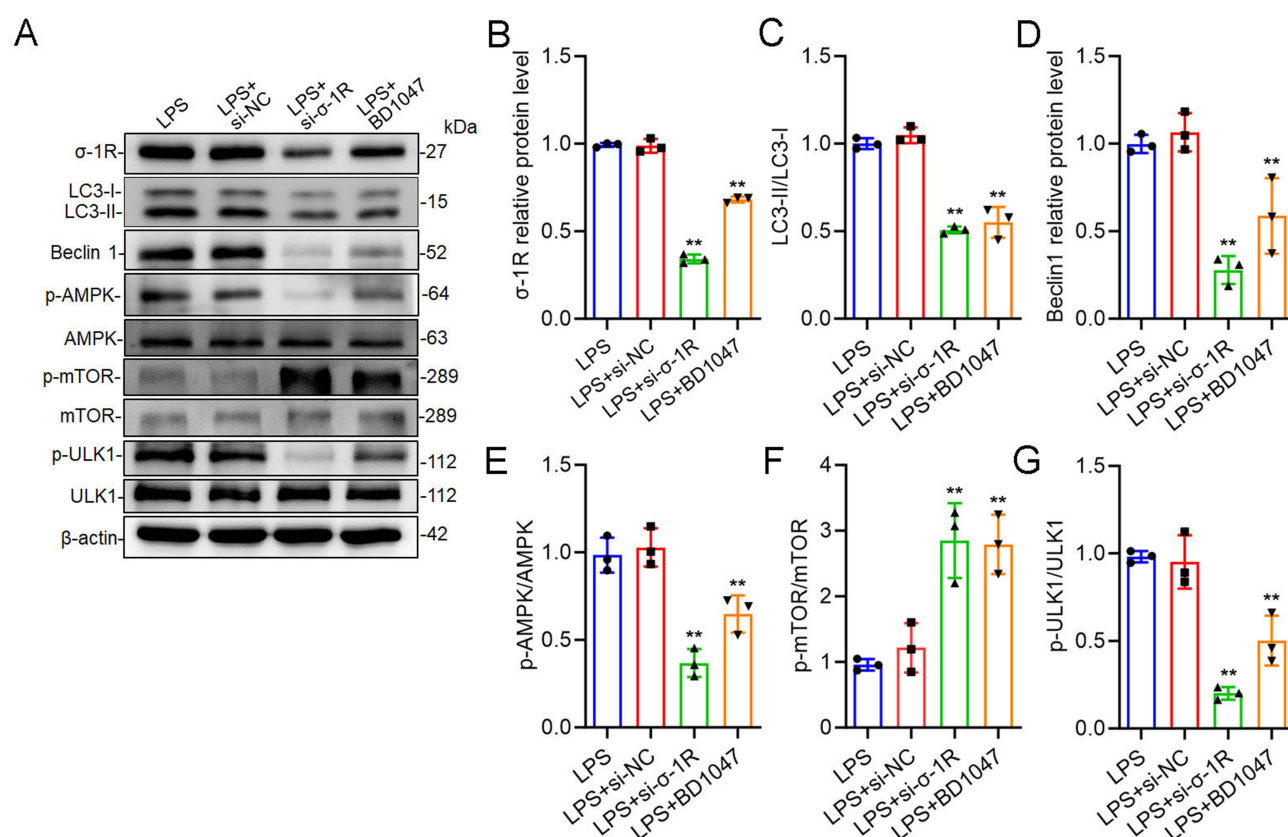 A
LPS
LPS+
si-NC
LPS+
si-σ-1R
LPS+
BD1047
kDa
σ-1R- -27
LC3-I-
LC3-II- -15
Beclin 1- -52
p-AMPK- -64
AMPK- -63
p-mTOR- -289
mTOR- -289
p-ULK1- -112
ULK1- -112
β-actin- -42
B
σ-1R relative protein level
1.5
1.0
0.5
0.0
**
**
LPS
LPS+si-NC
LPS+si-σ-1R
LPS+BD1047
C
LC3-II/LC3-I
1.5
1.0
0.5
0.0
**
**
LPS
LPS+si-NC
LPS+si-σ-1R
LPS+BD1047
D
Beclin1 relative protein level
1.5
1.0
0.5
0.0
**
**
LPS
LPS+si-NC
LPS+si-σ-1R
LPS+BD1047
E
p-AMPK/AMPK
1.5
1.0
0.5
0.0
**
**
LPS
LPS+si-NC
LPS+si-σ-1R
LPS+BD1047
F
p-mTOR/mTOR
4
3
2
1
0
**
**
LPS
LPS+si-NC
LPS+si-σ-1R
LPS+BD1047
G
p-ULK1/ULK1
1.5
1.0
0.5
0.0
**
**
LPS
LPS+si-NC
LPS+si-σ-1R
LPS+BD1047